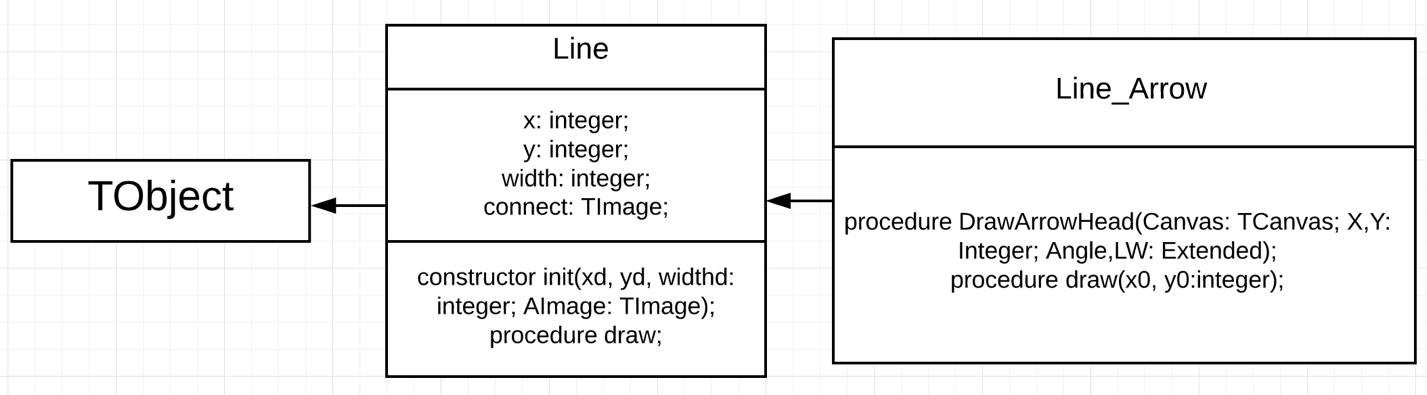 TObject
Line
x: integer;
y: integer;
width: integer;
connect: TImage;
constructor init(xd, yd, widthd:
integer; AImage: TImage);
procedure draw;
Line_Arrow
procedure DrawArrowHead(Canvas: TCanvas; X,Y:
Integer; Angle,LW: Extended);
procedure draw(x0, y0:integer);